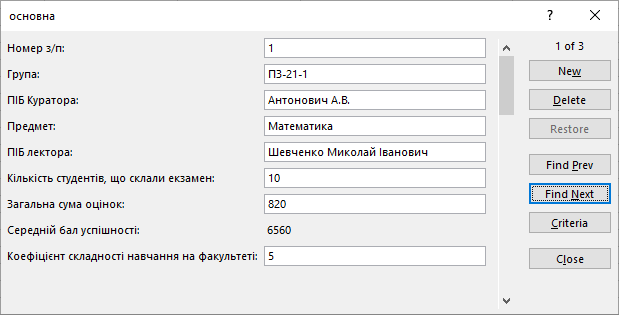 основна
Номер з/п: 1
1 of 3
Група: ПЗ-21-1
New
ПІБ Куратора: Антонович А.В.
Delete
Предмет: Математика
Restore
ПІБ лектора: Шевченко Миколай Іванович
Find Prev
Кількість студентів, що склали екзамен: 10
Find Next
Загальна сума оцінок: 820
Criteria
Середній бал успішності: 6560
Коефіцієнт складності навчання на факультеті: 5
Close